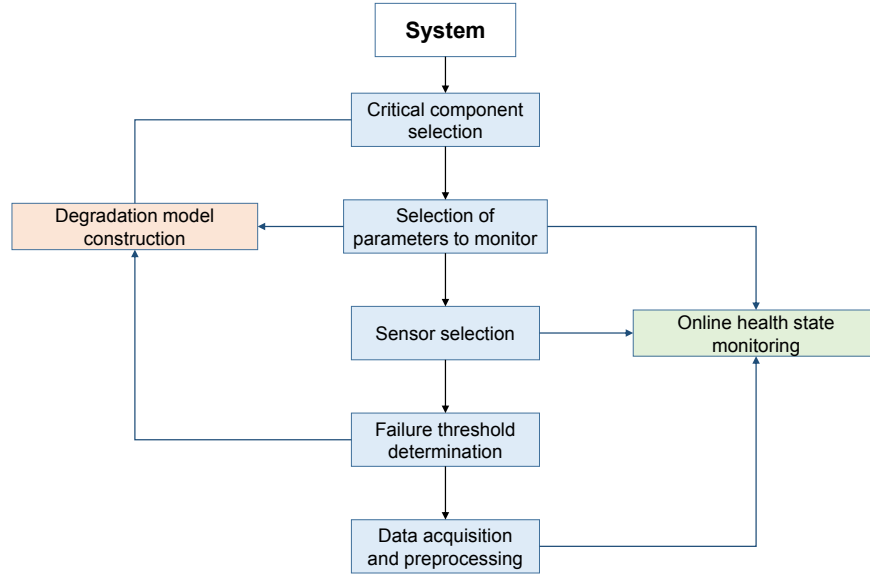 System
Critical component
selection
Degradation model
construction
Selection of
parameters to monitor
Sensor selection
Online health state
monitoring
Failure threshold
determination
Data acquisition
and preprocessing